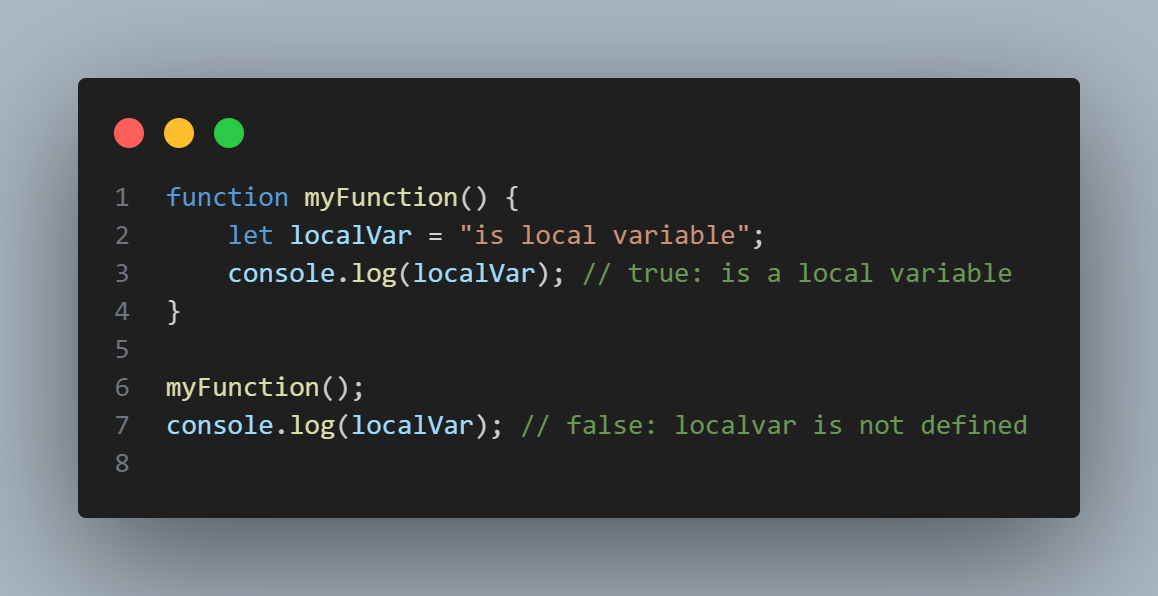 1 function myFunction() {
2     let localVar = "is local variable";
3     console.log(localVar); // true: is a local variable
4 }
5
6 myFunction();
7 console.log(localVar); // false: localvar is not defined
8